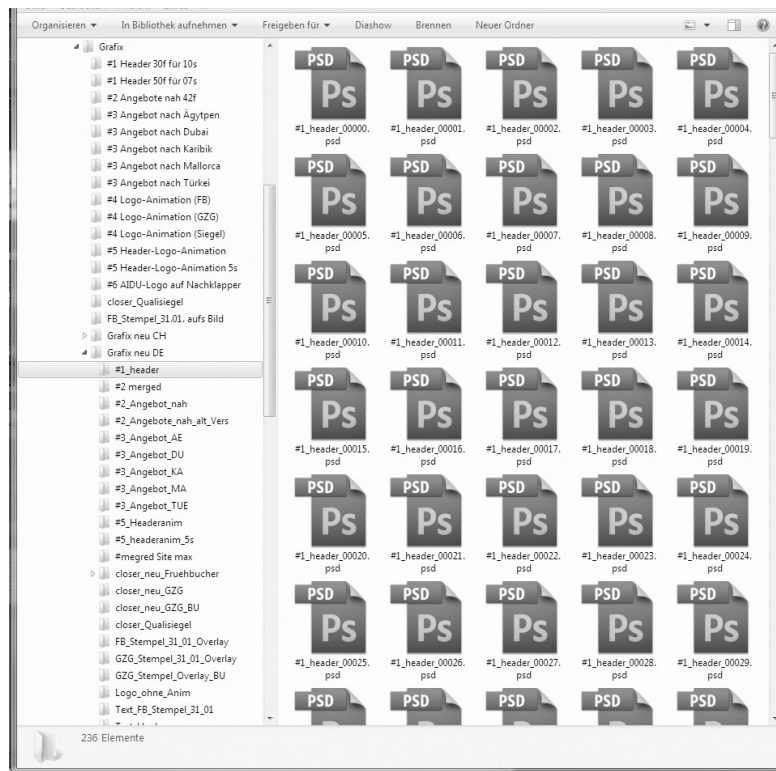 Organisieren ▾ In Bibliothek aufnehmen ▾ Freigeben für ▾ Diashow Brennen Neuer Ordner
Grafix
#1 Header 30f für 10s
#1 Header 50f für 07s
#2 Angebote nah 42f
#3 Angebot nach Ägytpen
#3 Angebot nach Dubai
#3 Angebot nach Karibik
#3 Angebot nach Mallorca
#3 Angebot nach Türkei
#4 Logo-Animation (FB)
#4 Logo-Animation (GZG)
#4 Logo-Animation (Siegel)
#5 Header-Logo-Animation
#5 Header-Logo-Animation 5s
#6 AIDU-Logo auf Nachklapper
closer_Qualisiegel
FB_Stempel_31.01. aufs Bild
Grafix neu CH
Grafix neu DE
#1_header
#2 merged
#2_Angebot_nah
#2_Angebote_nah_alt_Vers
#3_Angebot_AE
#3_Angebot_DU
#3_Angebot_KA
#3_Angebot_MA
#3_Angebot_TUE
#5_Headeranim
#5_headeranim_5s
#megred Site max
closer_neu_Fruehbucher
closer_neu_GZG
closer_neu_GZG_BU
closer_Qualisiegel
FB_Stempel_31_01_Overlay
GZG_Stempel_31_01_Overlay
GZG_Stempel_Overlay_BU
Logo_ohne_Anim
Text_FB_Stempel_31_01
PSD PSD PSD PSD PSD
Ps Ps Ps Ps Ps
#1_header_00000. #1_header_00001. #1_header_00002. #1_header_00003. #1_header_00004.
psd psd psd psd psd
PSD PSD PSD PSD PSD
Ps Ps Ps Ps Ps
#1_header_00005. #1_header_00006. #1_header_00007. #1_header_00008. #1_header_00009.
psd psd psd psd psd
PSD PSD PSD PSD PSD
Ps Ps Ps Ps Ps
#1_header_00010. #1_header_00011. #1_header_00012. #1_header_00013. #1_header_00014.
psd psd psd psd psd
PSD PSD PSD PSD PSD
Ps Ps Ps Ps Ps
#1_header_00015. #1_header_00016. #1_header_00017. #1_header_00018. #1_header_00019.
psd psd psd psd psd
PSD PSD PSD PSD PSD
Ps Ps Ps Ps Ps
#1_header_00020. #1_header_00021. #1_header_00022. #1_header_00023. #1_header_00024.
psd psd psd psd psd
PSD PSD PSD PSD PSD
Ps Ps Ps Ps Ps
#1_header_00025. #1_header_00026. #1_header_00027. #1_header_00028. #1_header_00029.
psd psd psd psd psd
PSD PSD PSD PSD PSD
236 Elemente